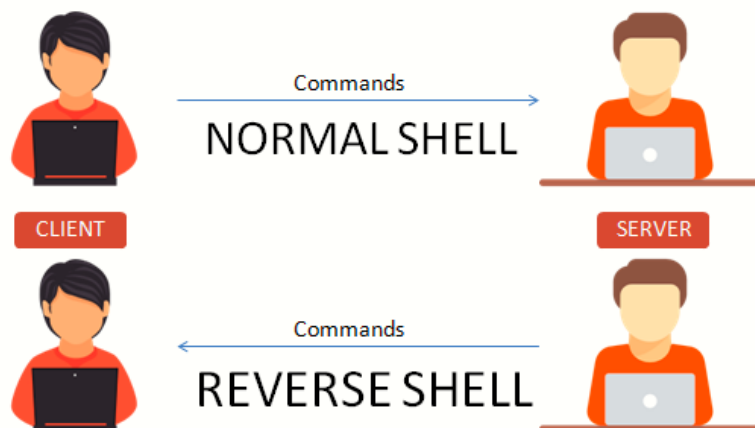 Commands
NORMAL SHELL
CLIENT
SERVER
Commands
REVERSE SHELL